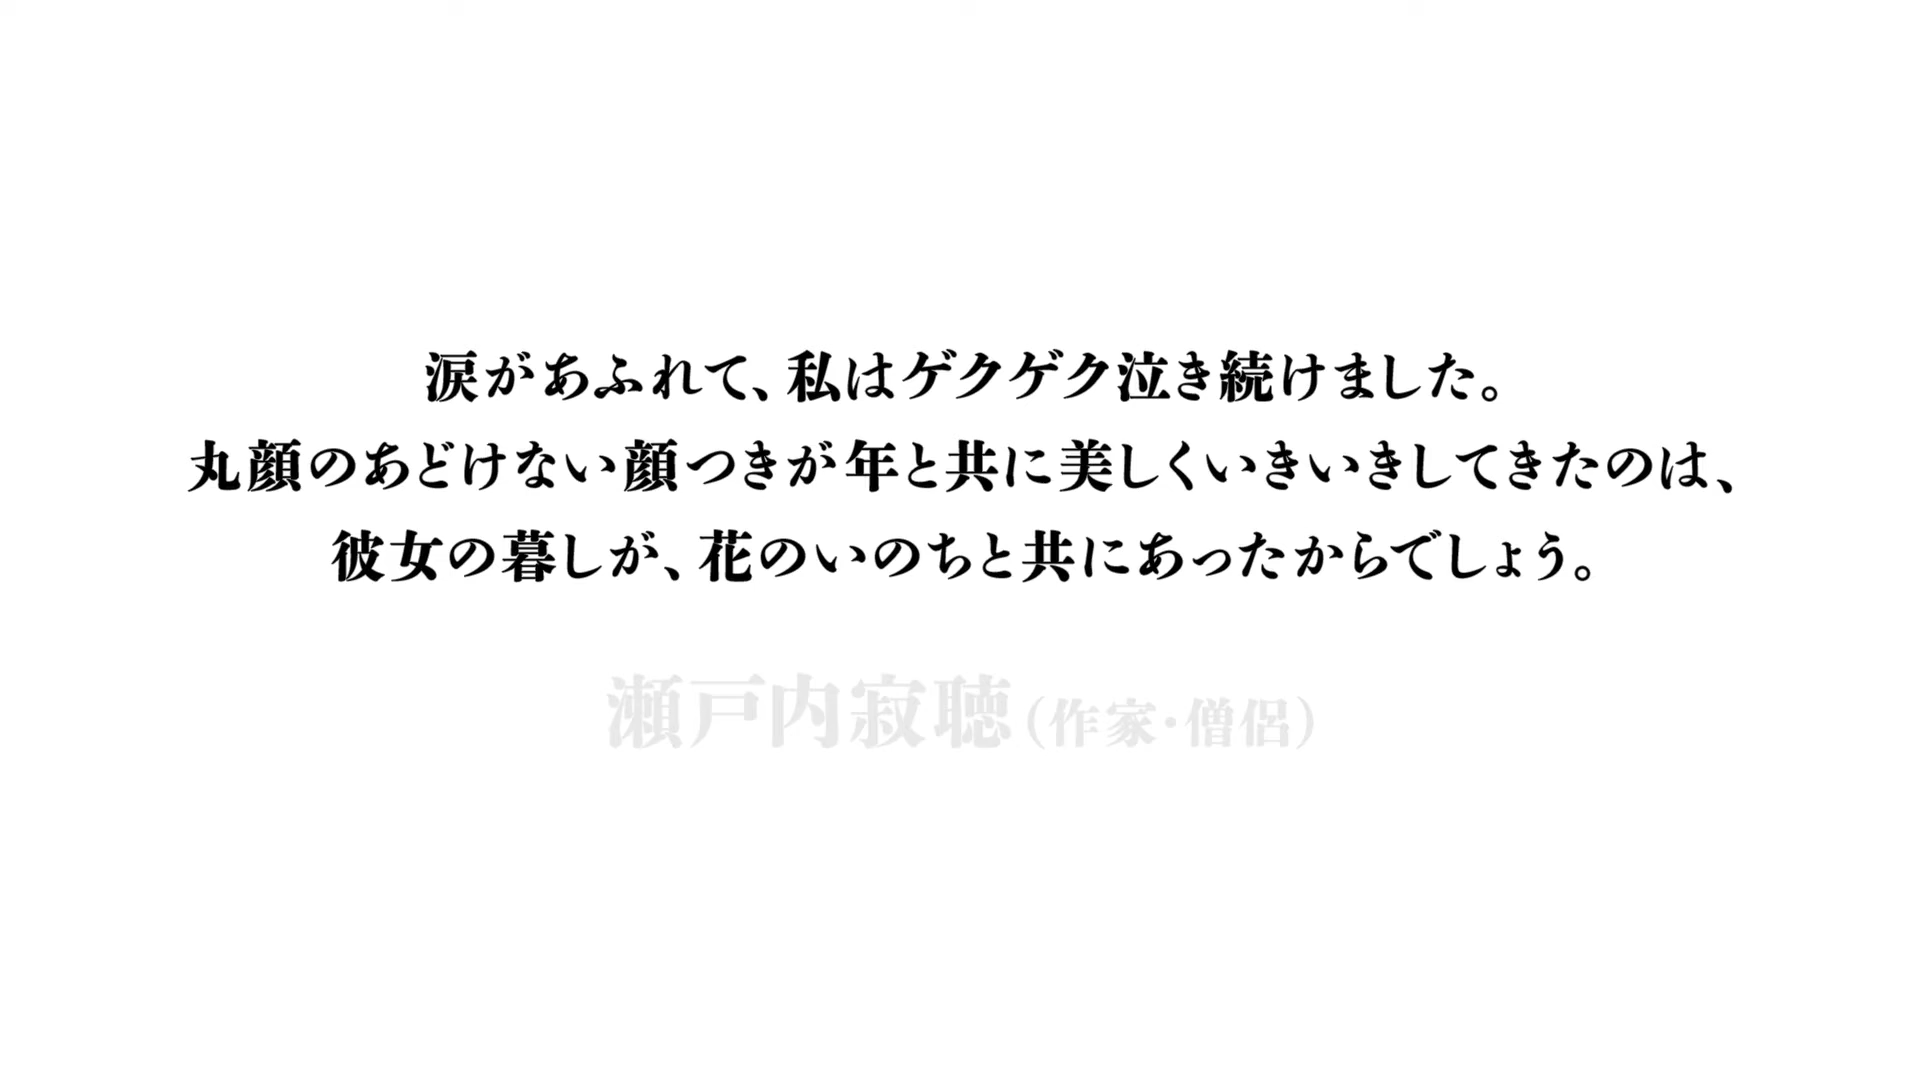 涙があふれて、私はゲクゲク泣き続けました。
丸顔のあどけない顔つきが年と共に美しくいきいきしてきたのは、
彼女の暮しが、花のいのちと共にあったからでしょう。
瀬戸内寂聴(作家・僧侶)